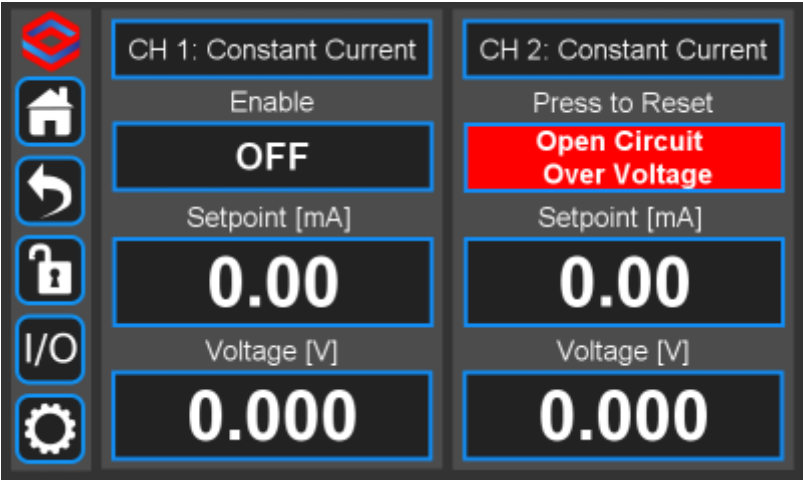 CH 1: Constant Current
Enable
OFF
Setpoint [mA]
0.00
Voltage [V]
0.000
CH 2: Constant Current
Press to Reset
Open Circuit
Over Voltage
Setpoint [mA]
0.00
Voltage [V]
0.000
I/O